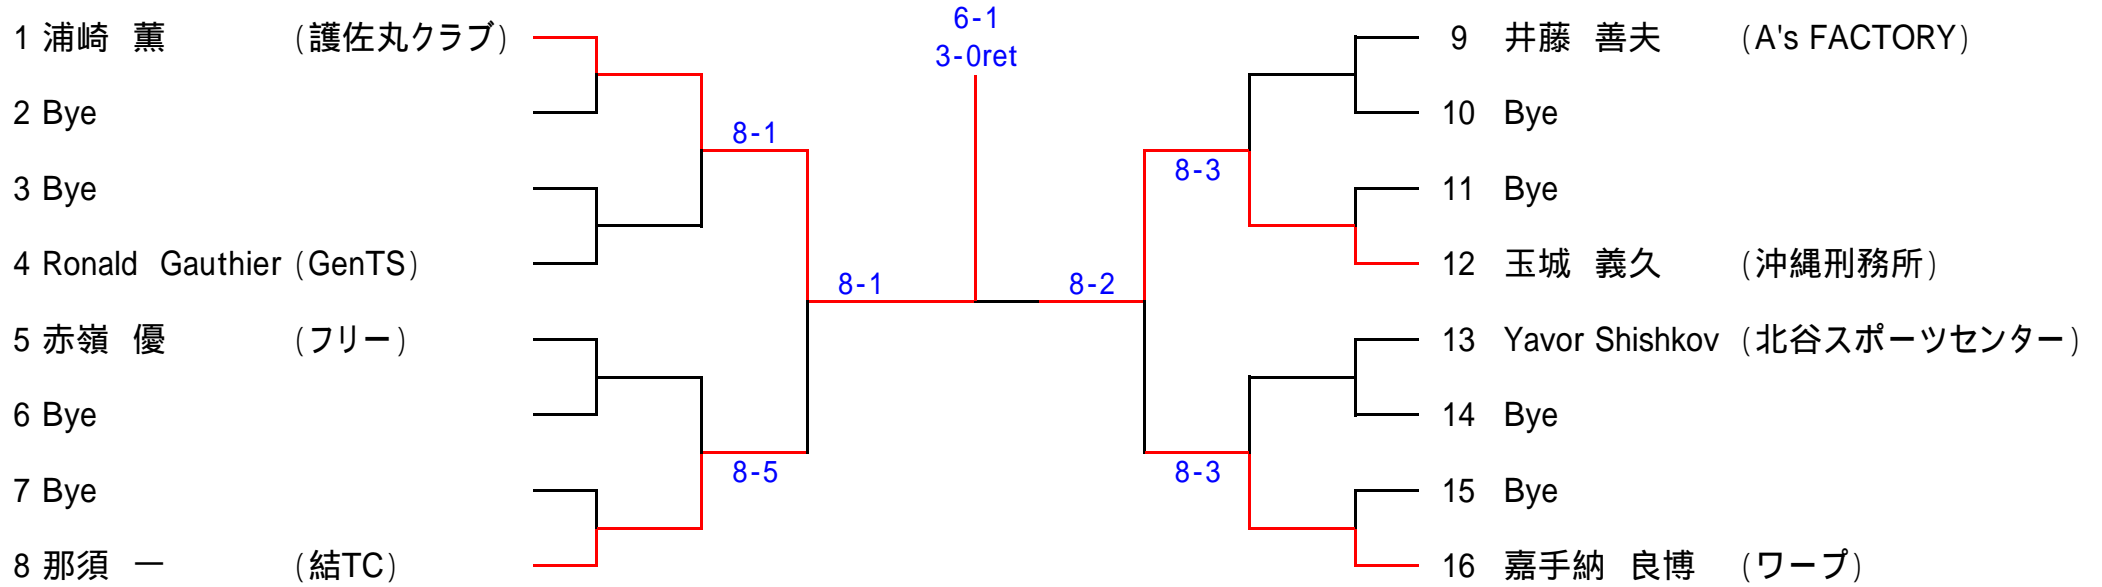 1 浦崎 薫 (護佐丸クラブ)
2 Bye
3 Bye
4 Ronald Gauthier (GenTS)
5 赤嶺 優 (フリー)
6 Bye
7 Bye
8 那須 一 (結TC)
8-1
8-5
8-1
6-1
3-0ret
8-2
8-3
8-3
9 井藤 善夫 (A's FACTORY)
10 Bye
11 Bye
12 玉城 義久 (沖縄刑務所)
13 Yavor Shishkov (北谷スポーツセンター)
14 Bye
15 Bye
16 嘉手納 良博 (ワープ)